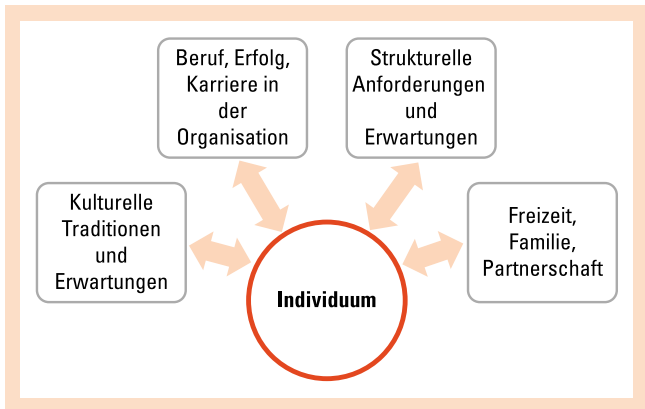 Beruf, Erfolg,
Karriere in
der
Organisation
Strukturelle
Anforderungen
und
Erwartungen
Kulturelle
Traditionen
und
Erwartungen
Freizeit,
Familie,
Partnerschaft
Individuum